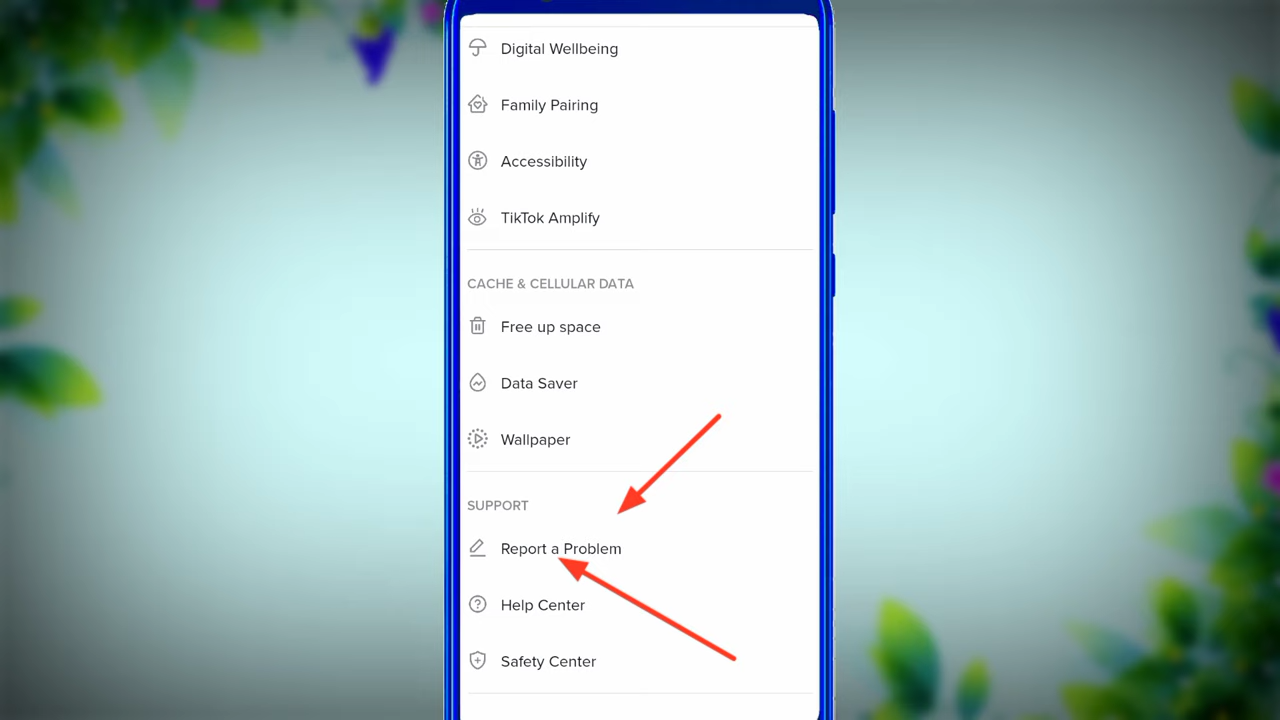 Digital Wellbeing
Family Pairing
Accessibility
TikTok Amplify
CACHE & CELLULAR DATA
Free up space
Data Saver
Wallpaper
SUPPORT
Report a Problem
Help Center
Safety Center